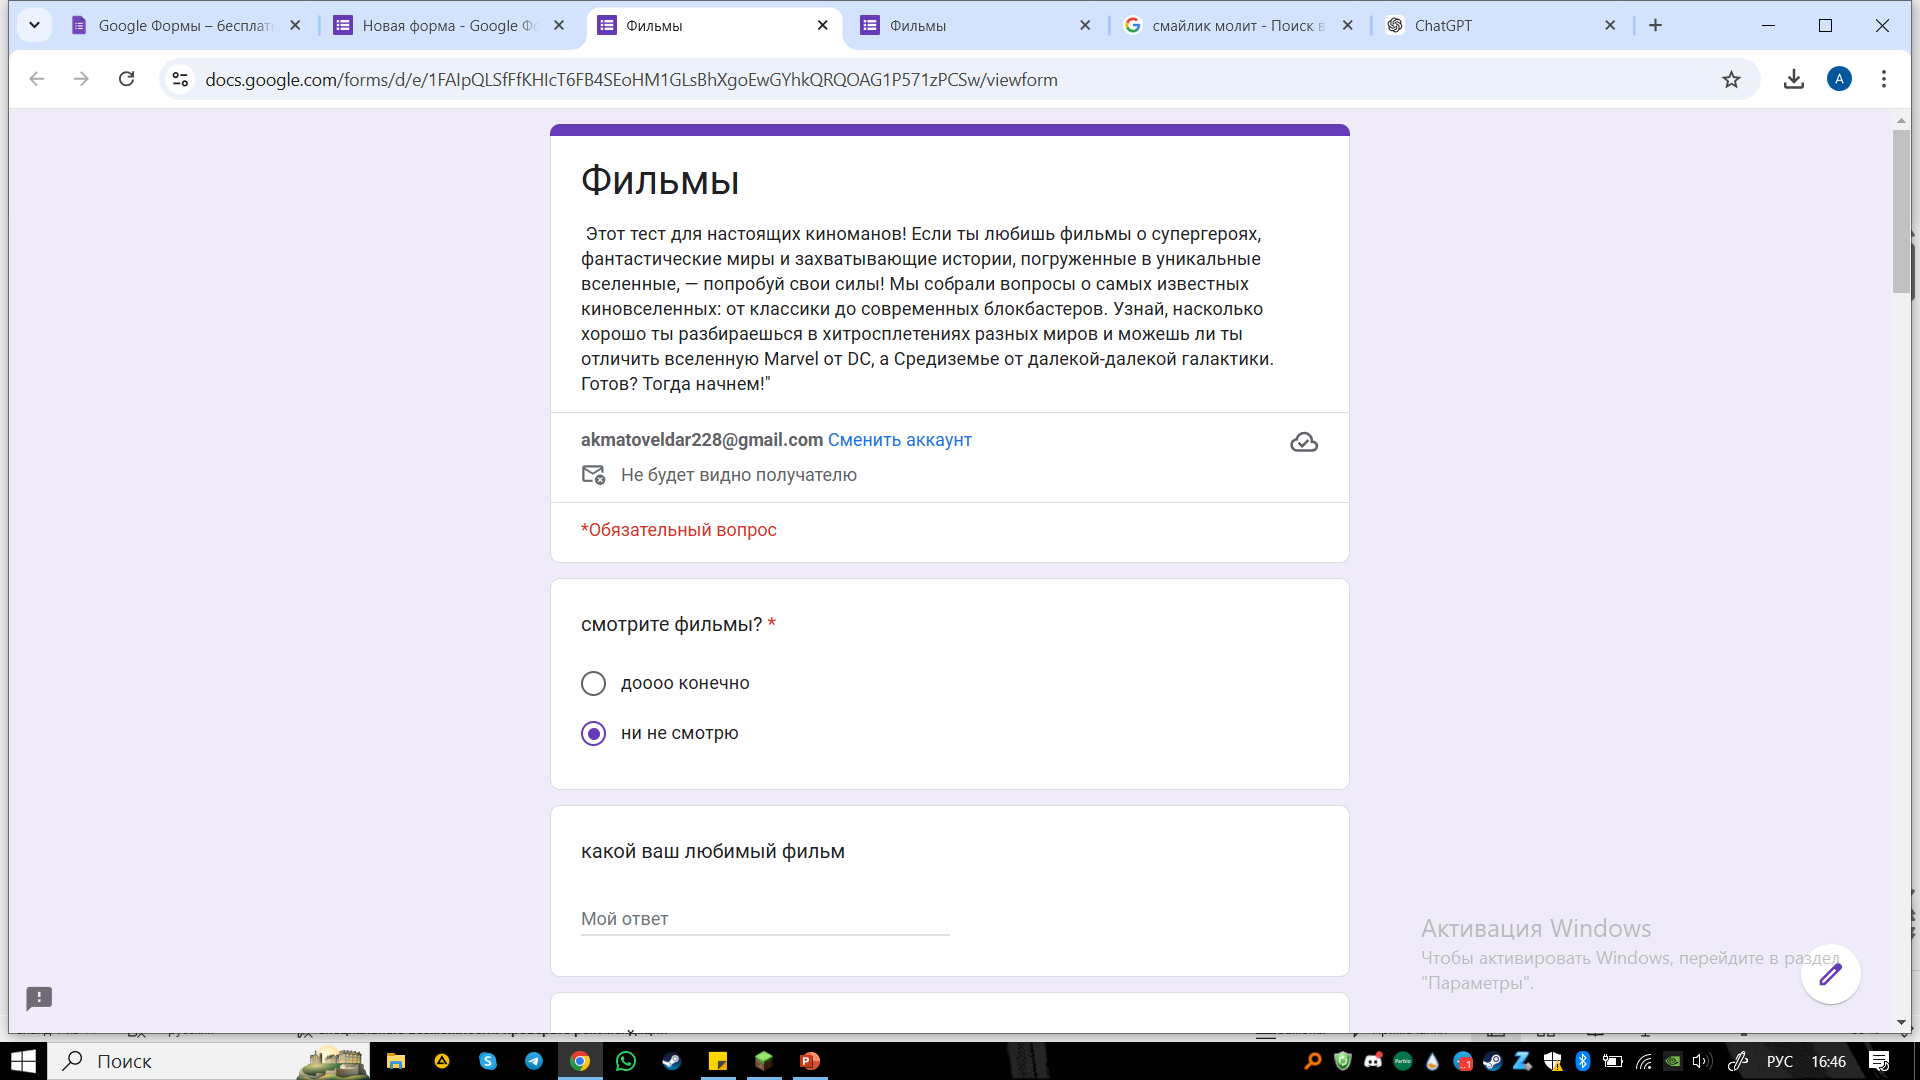 Google Формы – бесплат
Новая форма - Google Ф
Фильмы
Фильмы
смайлик молит - Поиск в
ChatGPT
docs.google.com/forms/d/e/1FAIpQLSfFfKHIcT6FB4SEoHM1GLsBhXgoEwGYhkQRQOAG1P571zPCSw/viewform
A
Фильмы
Этот тест для настоящих киноманов! Если ты любишь фильмы о супергероях,
фантастические миры и захватывающие истории, погруженные в уникальные
вселенные, — попробуй свои силы! Мы собрали вопросы о самых известных
киновселенных: от классики до современных блокбастеров. Узнай, насколько
хорошо ты разбираешься в хитросплетениях разных миров и можешь ли ты
отличить вселенную Marvel от DC, а Средиземье от далекой-далекой галактики.
Готов? Тогда начнем!"
akmatoveldar228@gmail.com Сменить аккаунт
Не будет видно получателю
*Обязательный вопрос
смотрите фильмы? *
доооо конечно
ни не смотрю
какой ваш любимый фильм
Мой ответ
Активация Windows
Чтобы активировать Windows, перейдите в раздел
"Параметры".
Поиск
РУС
16:46